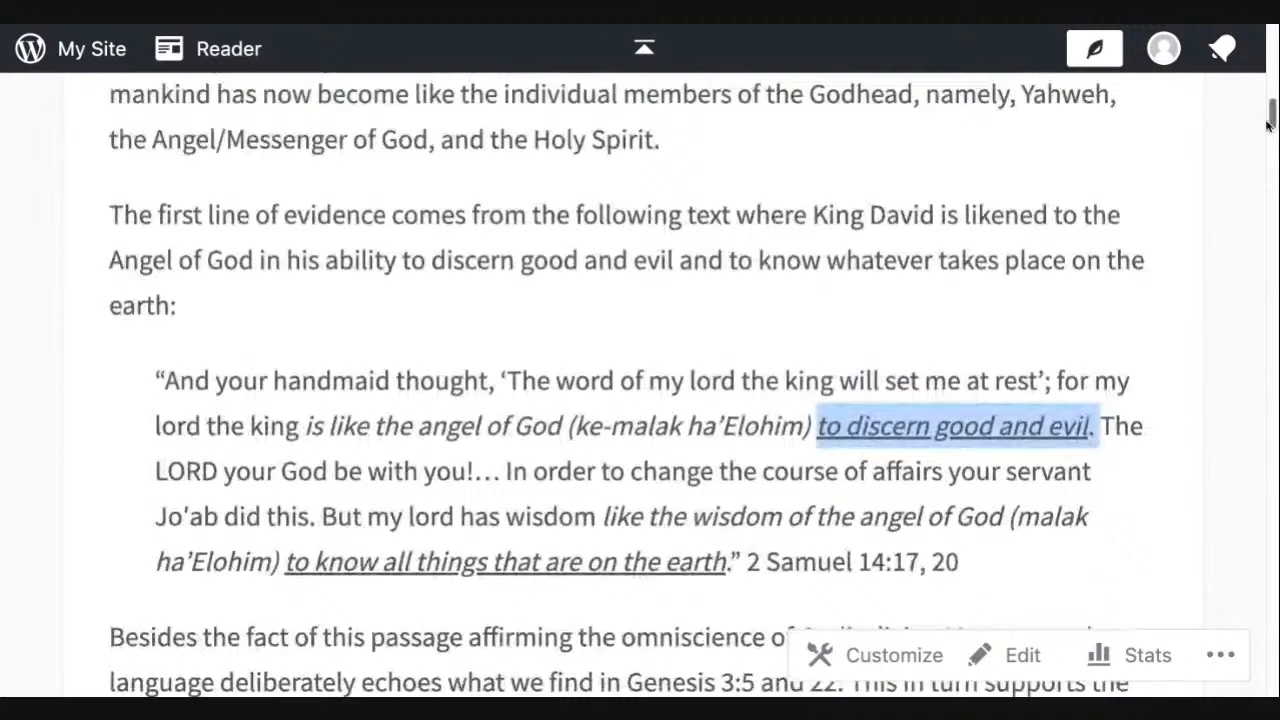 My Site Reader
mankind has now become like the individual members of the Godhead, namely, Yahweh,
the Angel/Messenger of God, and the Holy Spirit.
The first line of evidence comes from the following text where King David is likened to the
Angel of God in his ability to discern good and evil and to know whatever takes place on the
earth:
“And your handmaid thought, ‘The word of my lord the king will set me at rest’; for my
lord the king is like the angel of God (ke-malak ha’Elohim) to discern good and evil. The
LORD your God be with you!… In order to change the course of affairs your servant
Jo′ab did this. But my lord has wisdom like the wisdom of the angel of God (malak
ha’Elohim) to know all things that are on the earth.” 2 Samuel 14:17, 20
Besides the fact of this passage affirming the omniscience of
Customize Edit Stats
language deliberately echoes what we find in Genesis 3:5 and 22. This in turn supports the